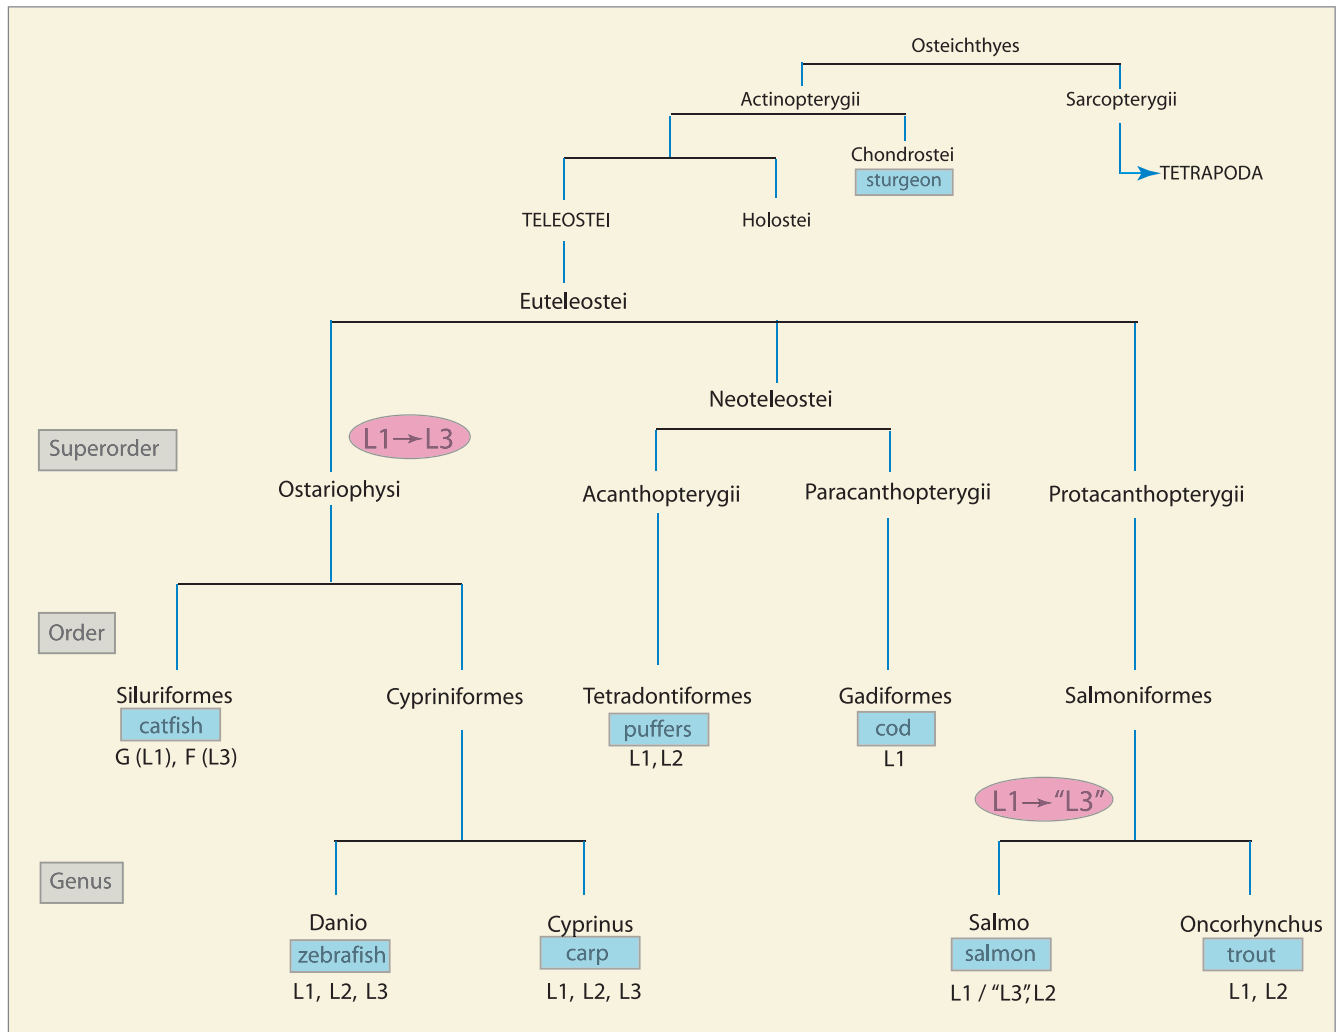 Osteichthyes
Actinopterygii
Sarcopterygii
Chondrostei
sturgeon
TETRAPODA
TELEOSTEI
Holostei
Euteleostei
Neoteleostei
L1→L3
Superorder
Ostariophysi
Acanthopterygii
Paracanthopterygii
Protacanthopterygii
Order
Siluriformes
catfish
G (L1), F (L3)
Cypriniformes
Tetradontiformes
puffers
L1, L2
Gadiformes
cod
L1
Salmoniformes
L1→“L3”
Genus
Danio
zebrafish
L1, L2, L3
Cyprinus
carp
L1, L2, L3
Salmo
salmon
L1 / “L3”, L2
Oncorhynchus
trout
L1, L2